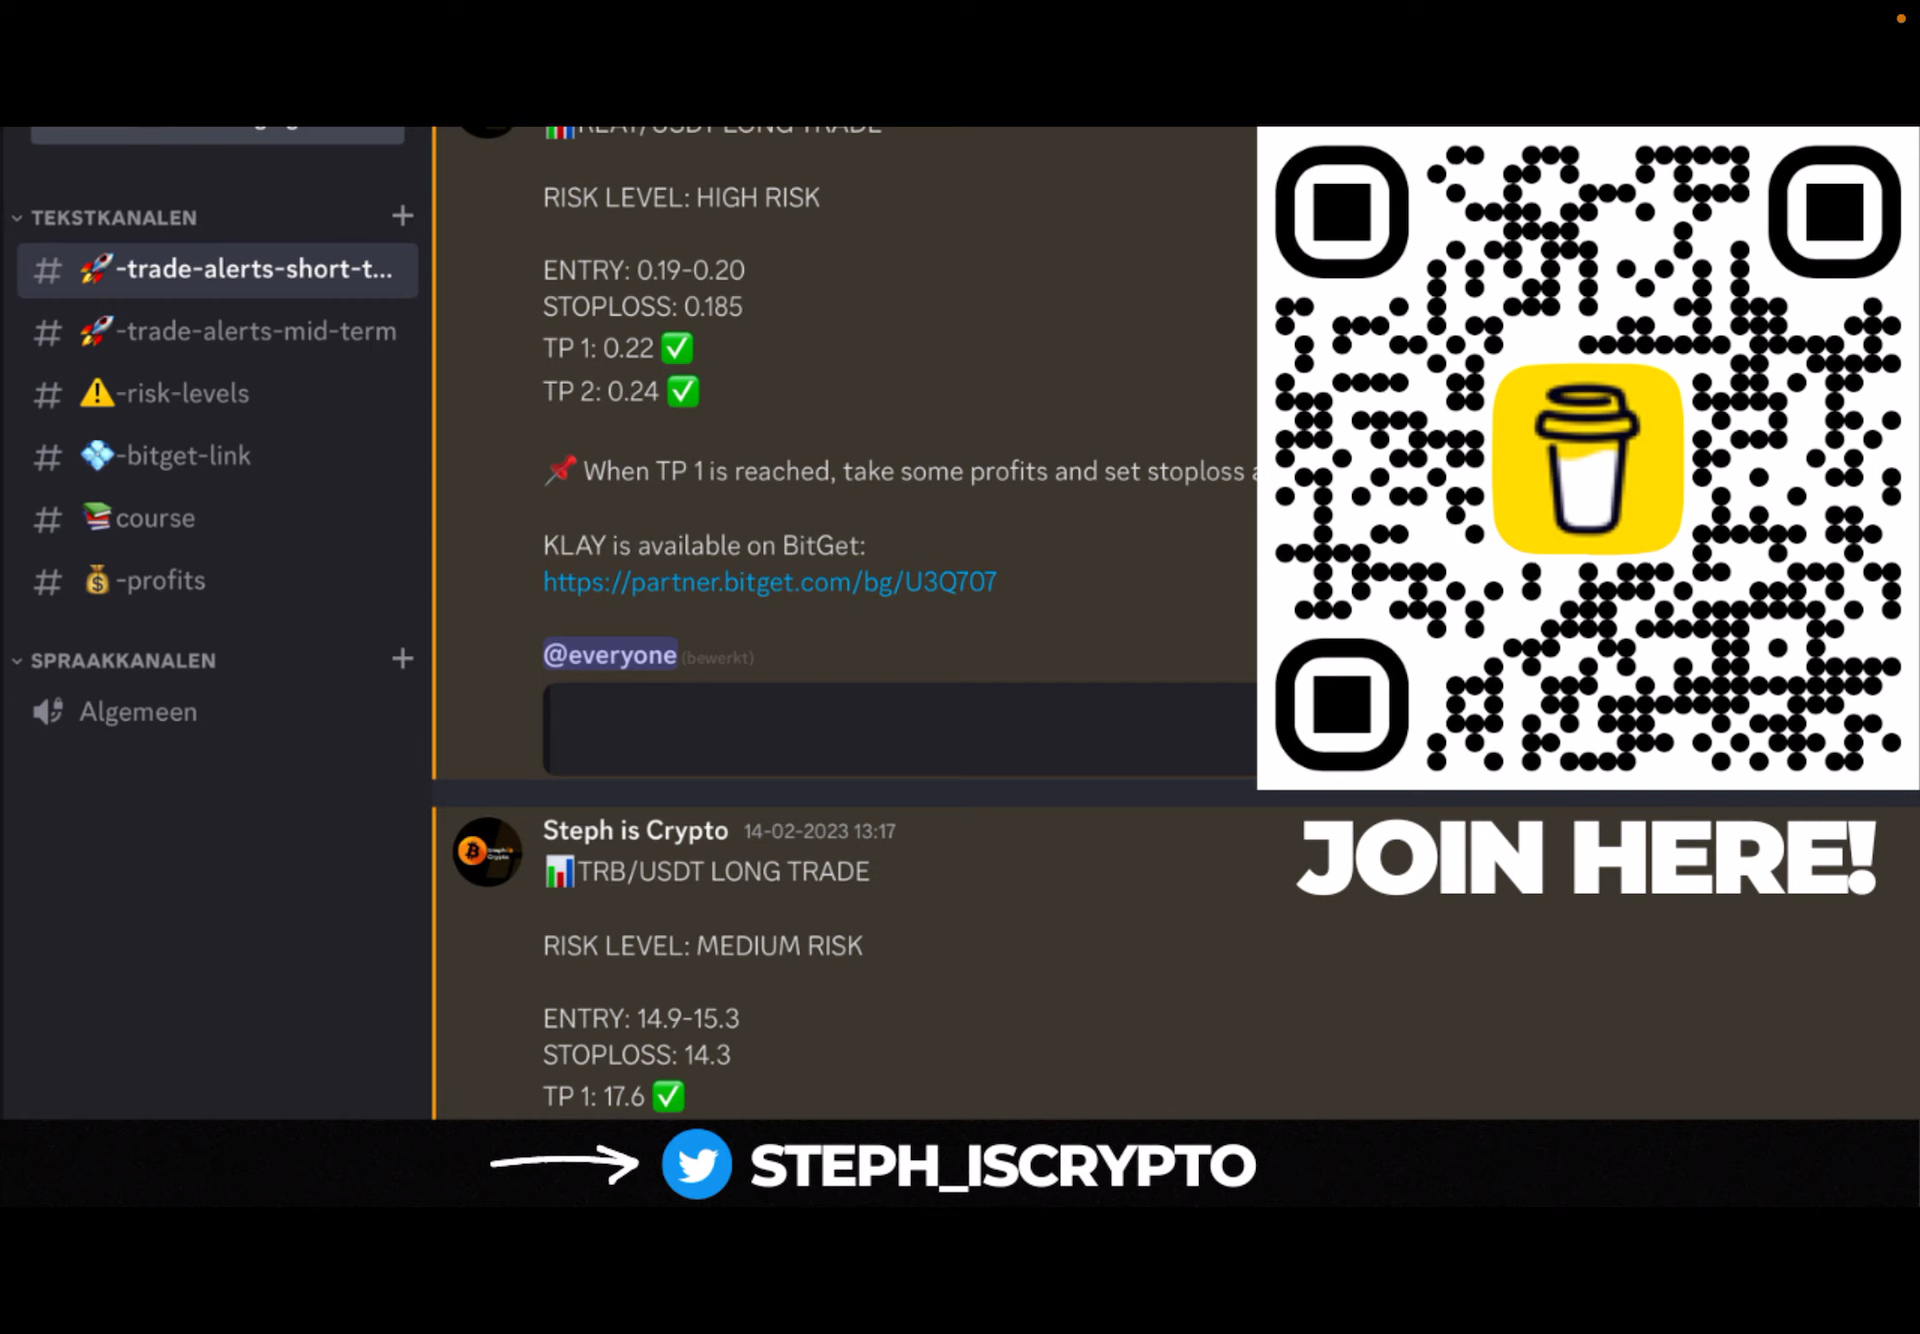 TEKSTKANALEN
-trade-alerts-short-t...
-trade-alerts-mid-term
-risk-levels
-bitget-link
course
-profits
SPRAAKKANALEN
Algemeen
/USDT LONG TRADE
RISK LEVEL: HIGH RISK
ENTRY: 0.19-0.20
STOPLOSS: 0.185
TP 1: 0.22
TP 2: 0.24
When TP 1 is reached, take some profits and set stoploss
KLAY is available on BitGet:
https://partner.bitget.com/bg/U3Q707
@everyone (bewerkt)
Steph is Crypto 14-02-2023 13:17
TRB/USDT LONG TRADE
RISK LEVEL: MEDIUM RISK
ENTRY: 14.9-15.3
STOPLOSS: 14.3
TP 1: 17.6
JOIN HERE!
STEPH_ISCRYPTO